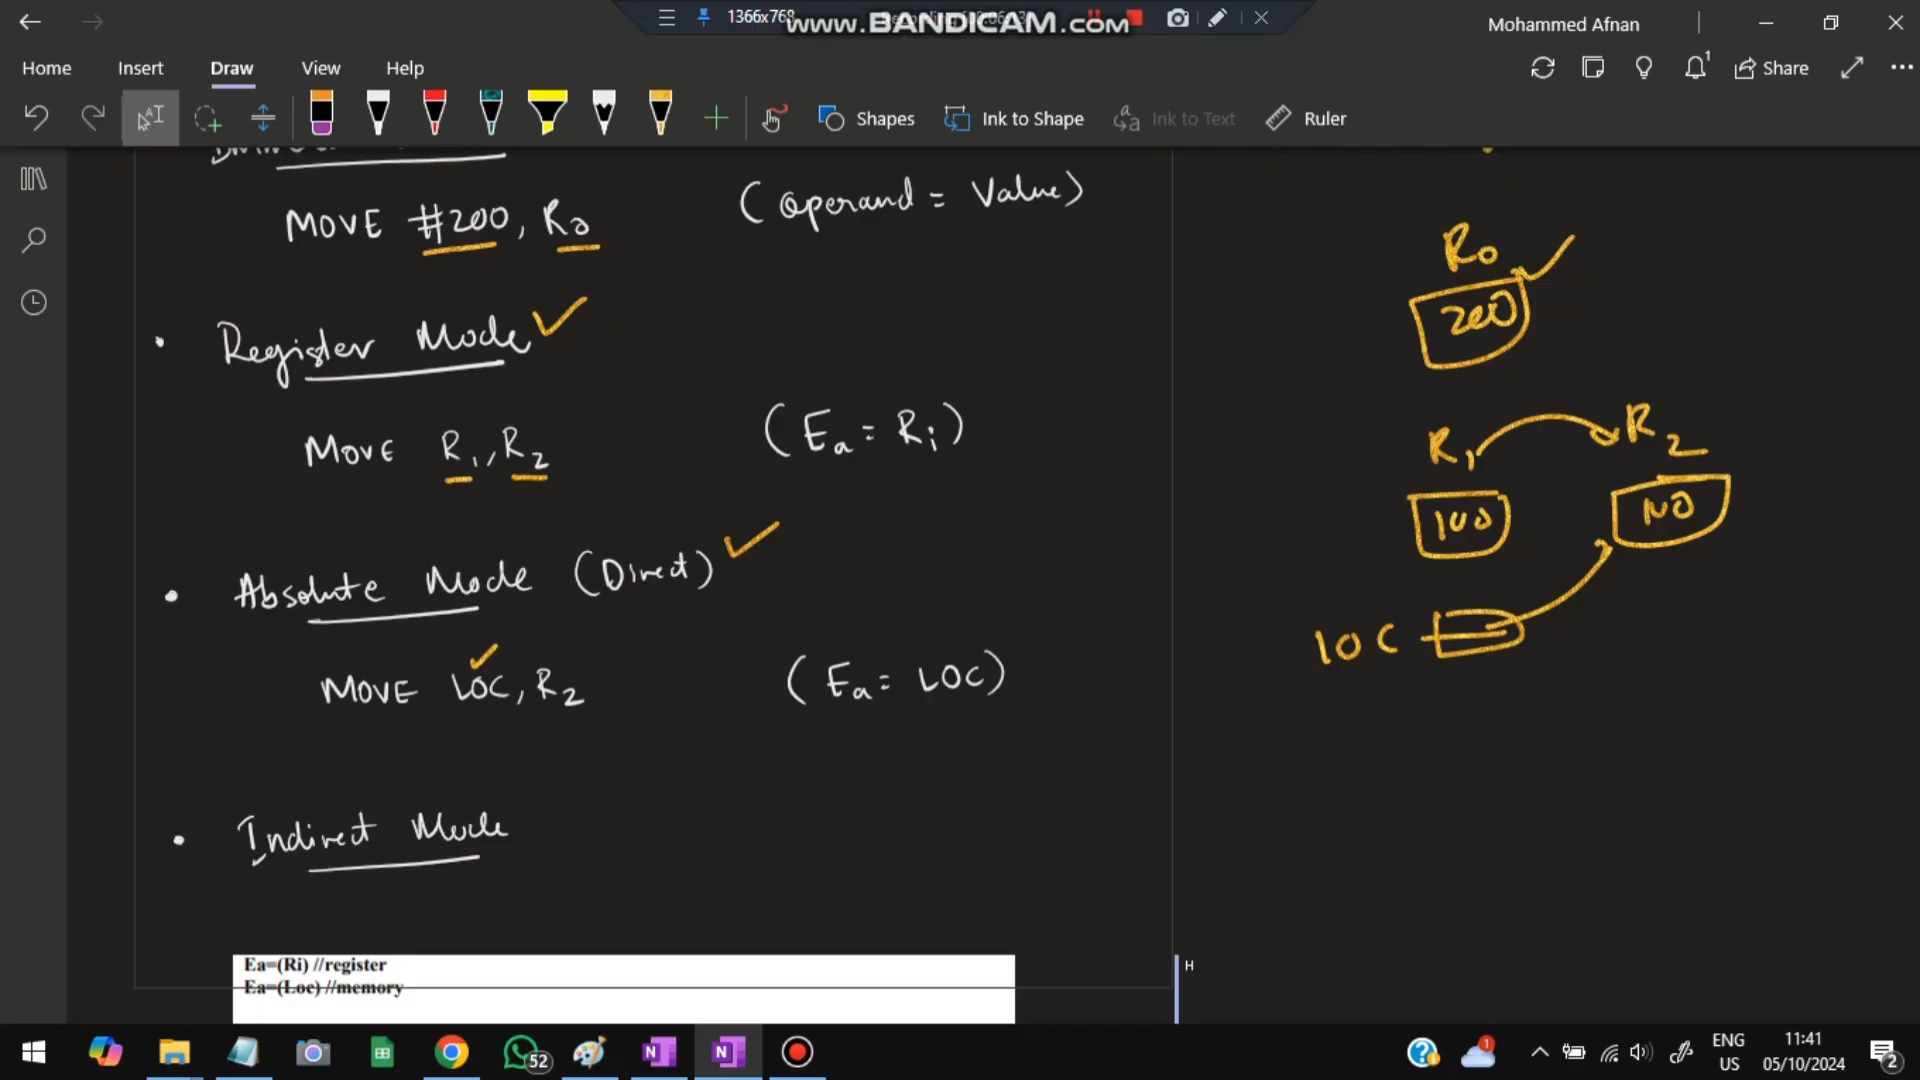 1366x768
www.BANDICAM.com
Mohammed Afnan
Home Insert Draw View Help
Share
Shapes Ink to Shape Ink to Text Ruler
MOVE #200, R0 (operand = Value)
R0
200
• Register Mode
MOVE R1, R2 (Ea = Ri)
R1 R2
100 100
• Absolute Mode (Direct)
LOC
MOVE LOC, R2 (Ea = LOC)
• Indirect Mode
Ea=(Ri) //register
Ea=(Loc) //memory
H
52
ENG
US
11:41
05/10/2024
2